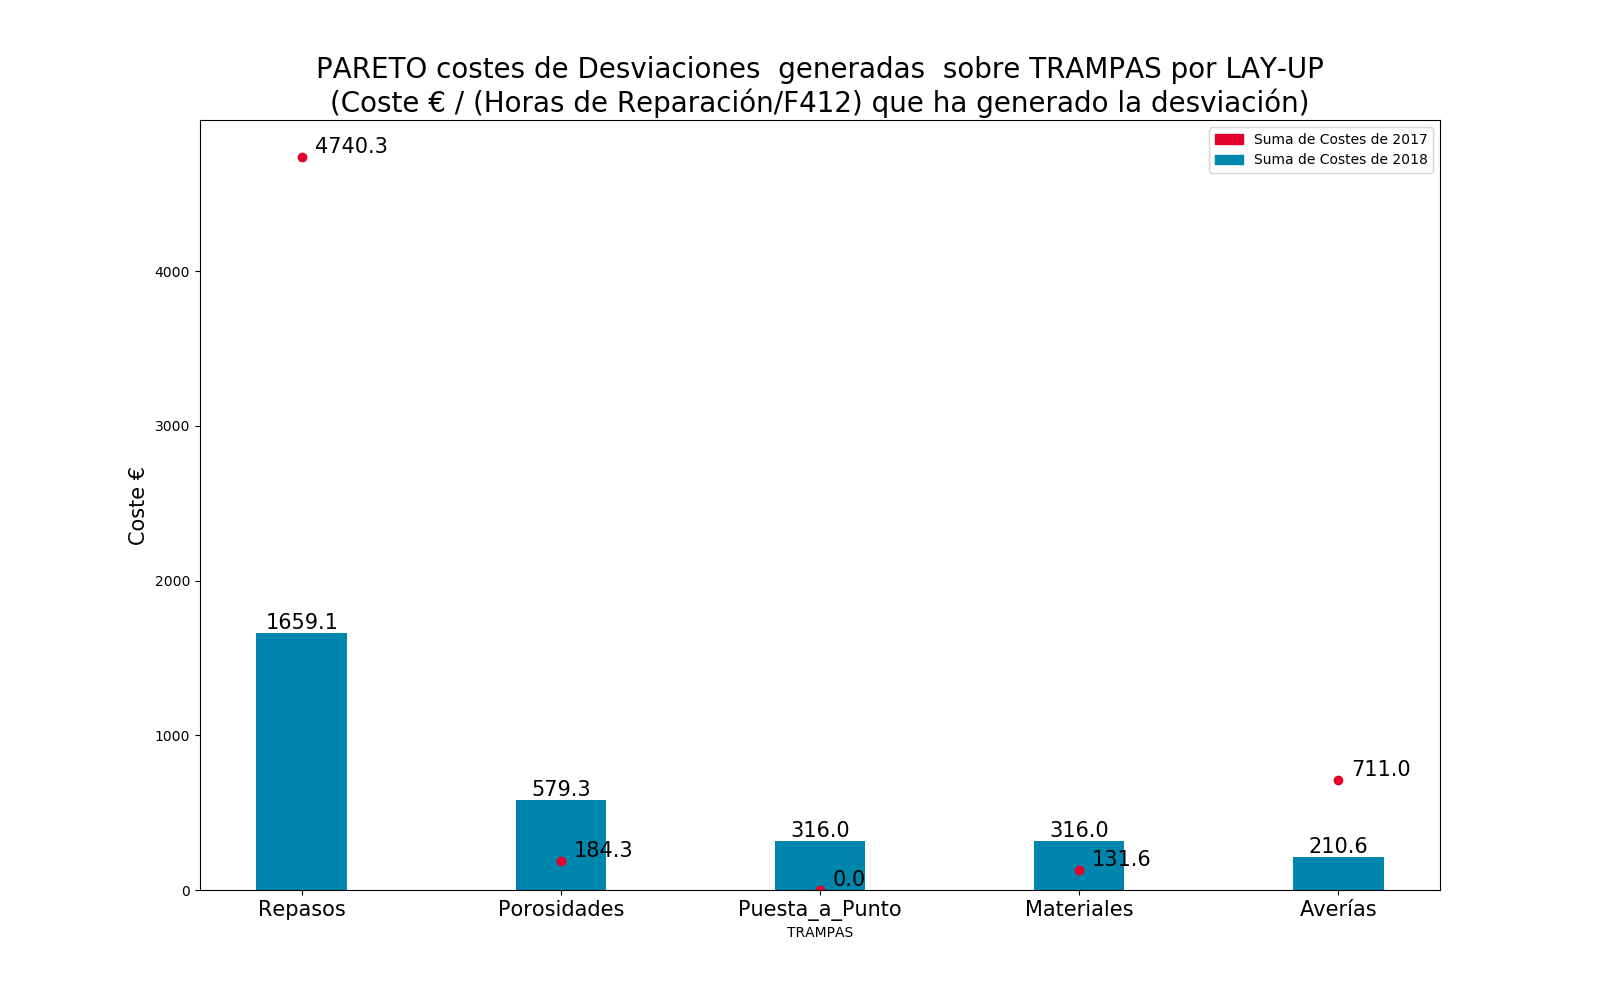 PARETO costes de Desviaciones  generadas  sobre TRAMPAS por LAY-UP
(Coste € / (Horas de Reparación/F412) que ha generado la desviación)
Suma de Costes de 2017
Suma de Costes de 2018
Coste €
4000
3000
2000
1000
0
4740.3
1659.1
579.3
184.3
316.0
0.0
316.0
131.6
711.0
210.6
Repasos
Porosidades
Puesta_a_Punto
Materiales
Averías
TRAMPAS